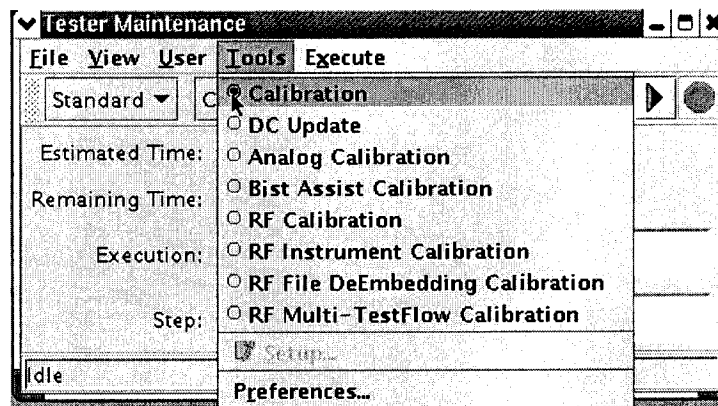 Tester Maintenance
File View User Tools Execute
Standard C
Calibration
DC Update
Estimated Time:
Analog Calibration
Bist Assist Calibration
Remaining Time:
RF Calibration
Execution:
RF Instrument Calibration
RF File DeEmbedding Calibration
Step:
RF Multi-TestFlow Calibration
Setup...
Idle
Preferences...